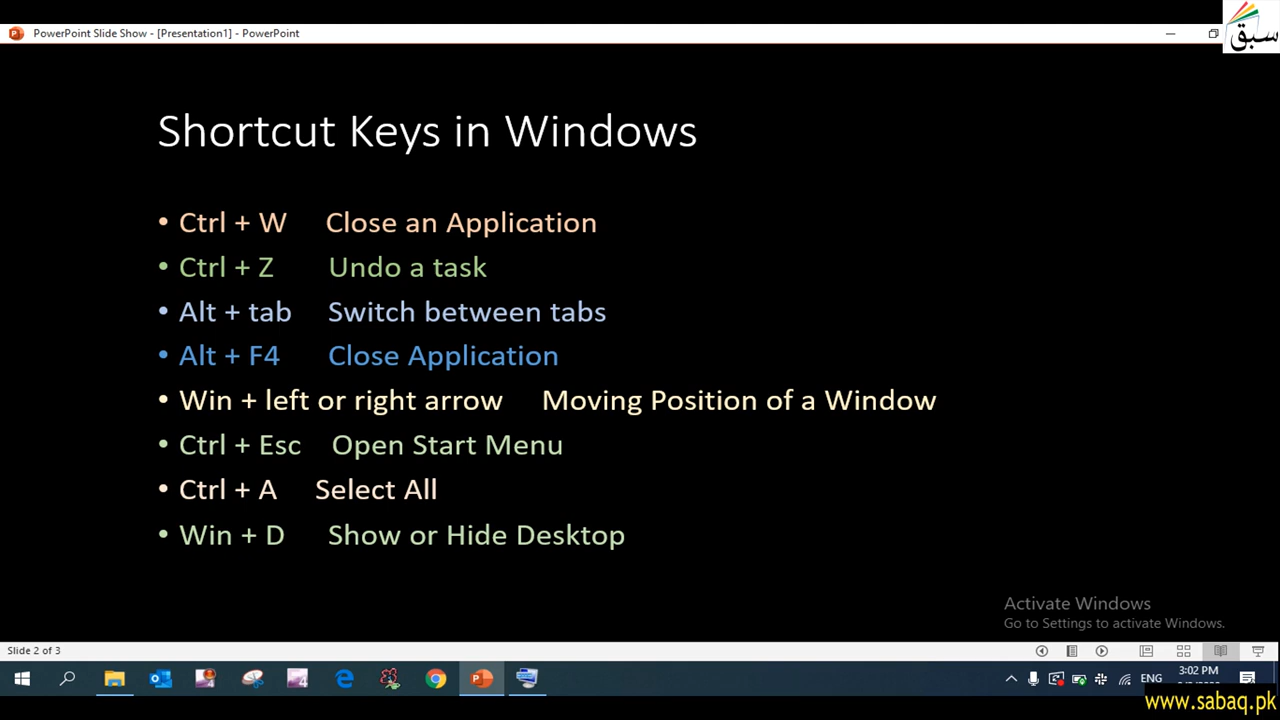 سبق
PowerPoint Slide Show - [Presentation1] - PowerPoint
Shortcut Keys in Windows
• Ctrl + W Close an Application
• Ctrl + Z Undo a task
• Alt + tab Switch between tabs
• Alt + F4 Close Application
• Win + left or right arrow Moving Position of a Window
• Ctrl + Esc Open Start Menu
• Ctrl + A Select All
• Win + D Show or Hide Desktop
Activate Windows
Go to Settings to activate Windows.
Slide 2 of 3
ENG
3:02 PM
www.sabaq.pk